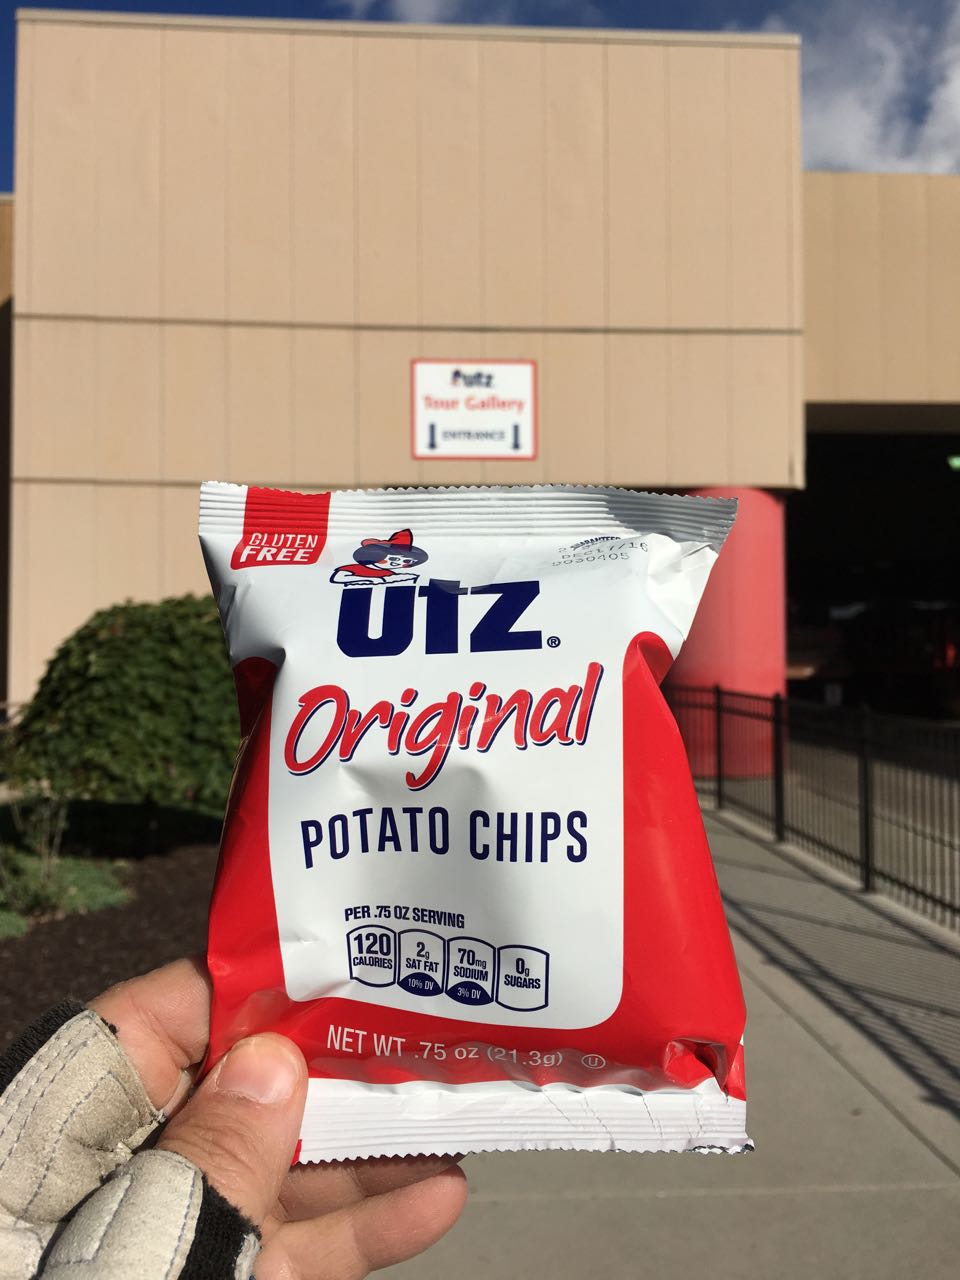 utz
Tour Gallery
ENTRANCE
GLUTEN
FREE
GUARANTEED
utz®
Original
POTATO CHIPS
PER .75 OZ SERVING
120
CALORIES
2g
SAT FAT
10% DV
70mg
SODIUM
3% DV
0g
SUGARS
NET WT .75 oz (21.3g) U